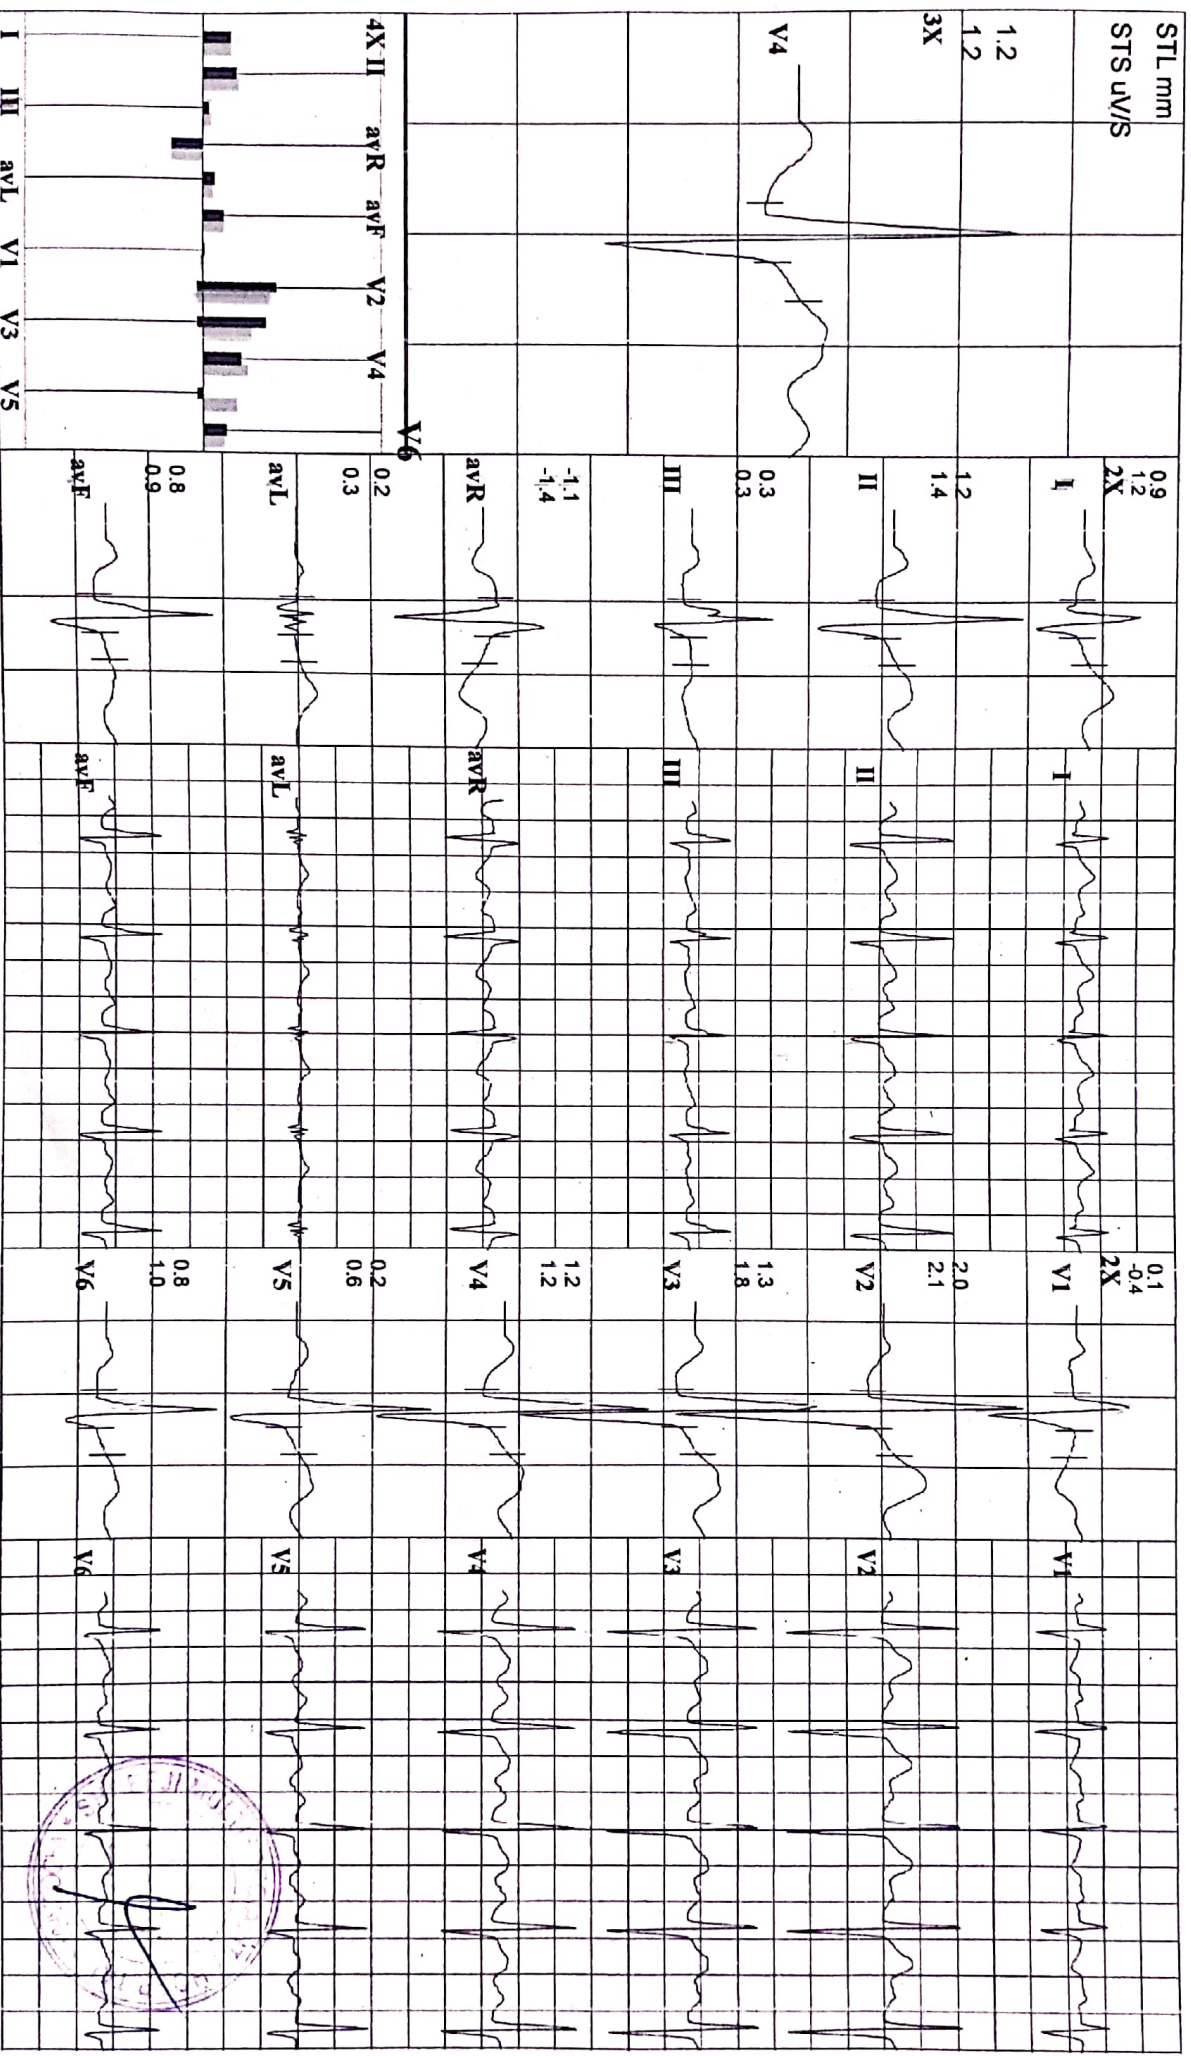 STL mm
STS uV/S
1.2
1.2
3X
V4
4X II avR avF V2 V4 V6
I III avL V1 V3 V5
0.9
1.2
2X
I
1.2
1.4
II
0.3
0.3
III
-1.1
-1.4
avR
0.2
0.3
avL
0.8
0.9
avF
I
II
III
avR
avL
avF
0.1
-0.4
2X
V1
2.0
2.1
V2
1.3
1.8
V3
1.2
1.2
V4
0.2
0.6
V5
0.8
1.0
V6
V1
V2
V3
V4
V5
V6